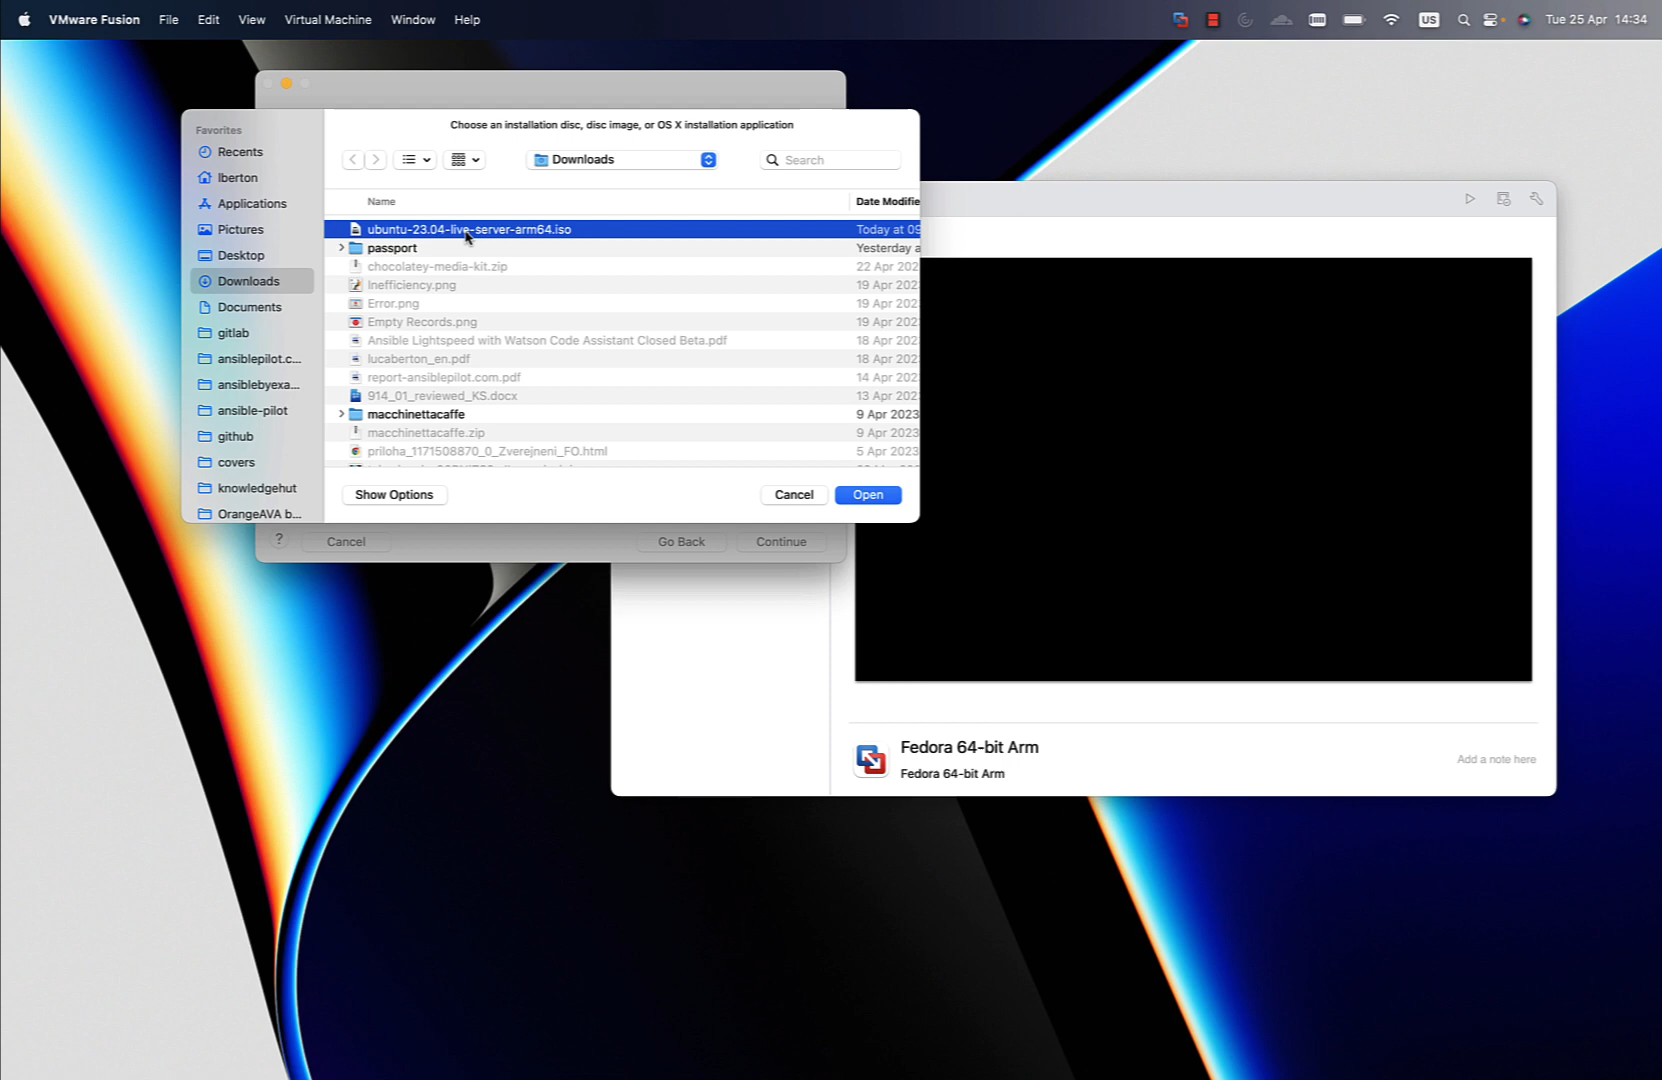 VMware Fusion File Edit View Virtual Machine Window Help US Tue 25 Apr 14:34
Choose an installation disc, disc image, or OS X installation application
Favorites
Recents
lberton
Applications
Pictures
Desktop
Downloads
Documents
gitlab
ansiblepilot.c...
ansiblebyexa...
ansible-pilot
github
covers
knowledgehut
OrangeAVA b...
Downloads
Search
Name Date Modifie
ubuntu-23.04-live-server-arm64.iso Today at 09
passport Yesterday a
chocolatey-media-kit.zip 22 Apr 202
Inefficiency.png 19 Apr 202
Error.png 19 Apr 202
Empty Records.png 19 Apr 202
Ansible Lightspeed with Watson Code Assistant Closed Beta.pdf 18 Apr 202
lucaberton_en.pdf 18 Apr 202
report-ansiblepilot.com.pdf 14 Apr 202
914_01_reviewed_KS.docx 13 Apr 202
macchinettacaffe 9 Apr 2023
macchinettacaffe.zip 9 Apr 2023
priloha_1171508870_0_Zverejneni_FO.html 5 Apr 2023
Show Options Cancel Open
? Cancel Go Back Continue
Fedora 64-bit Arm
Fedora 64-bit Arm
Add a note here